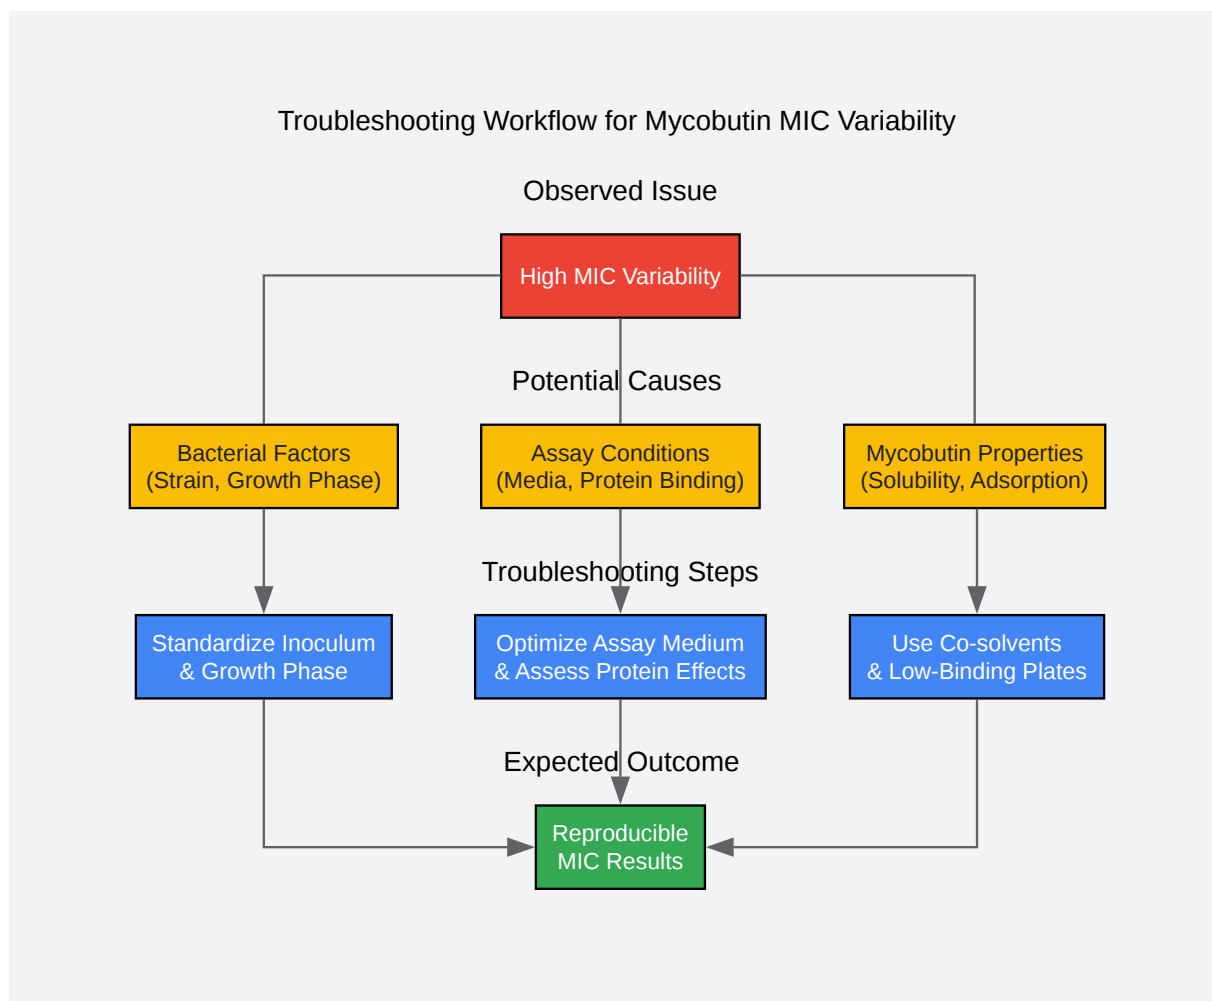 Troubleshooting Workflow for Mycobutin MIC Variability
Observed Issue
High MIC Variability
Potential Causes
Bacterial Factors
(Strain, Growth Phase)
Assay Conditions
(Media, Protein Binding)
Mycobutin Properties
(Solubility, Adsorption)
Troubleshooting Steps
Standardize Inoculum
& Growth Phase
Optimize Assay Medium
& Assess Protein Effects
Use Co-solvents
& Low-Binding Plates
Expected Outcome
Reproducible
MIC Results